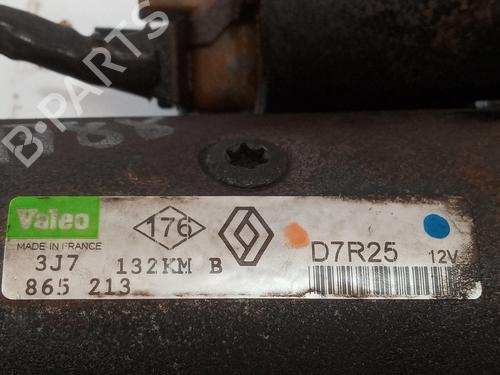 B-PARTS
Valeo
MADE IN FRANCE
176
D7R25
12V
3J7 132KM B
865 213